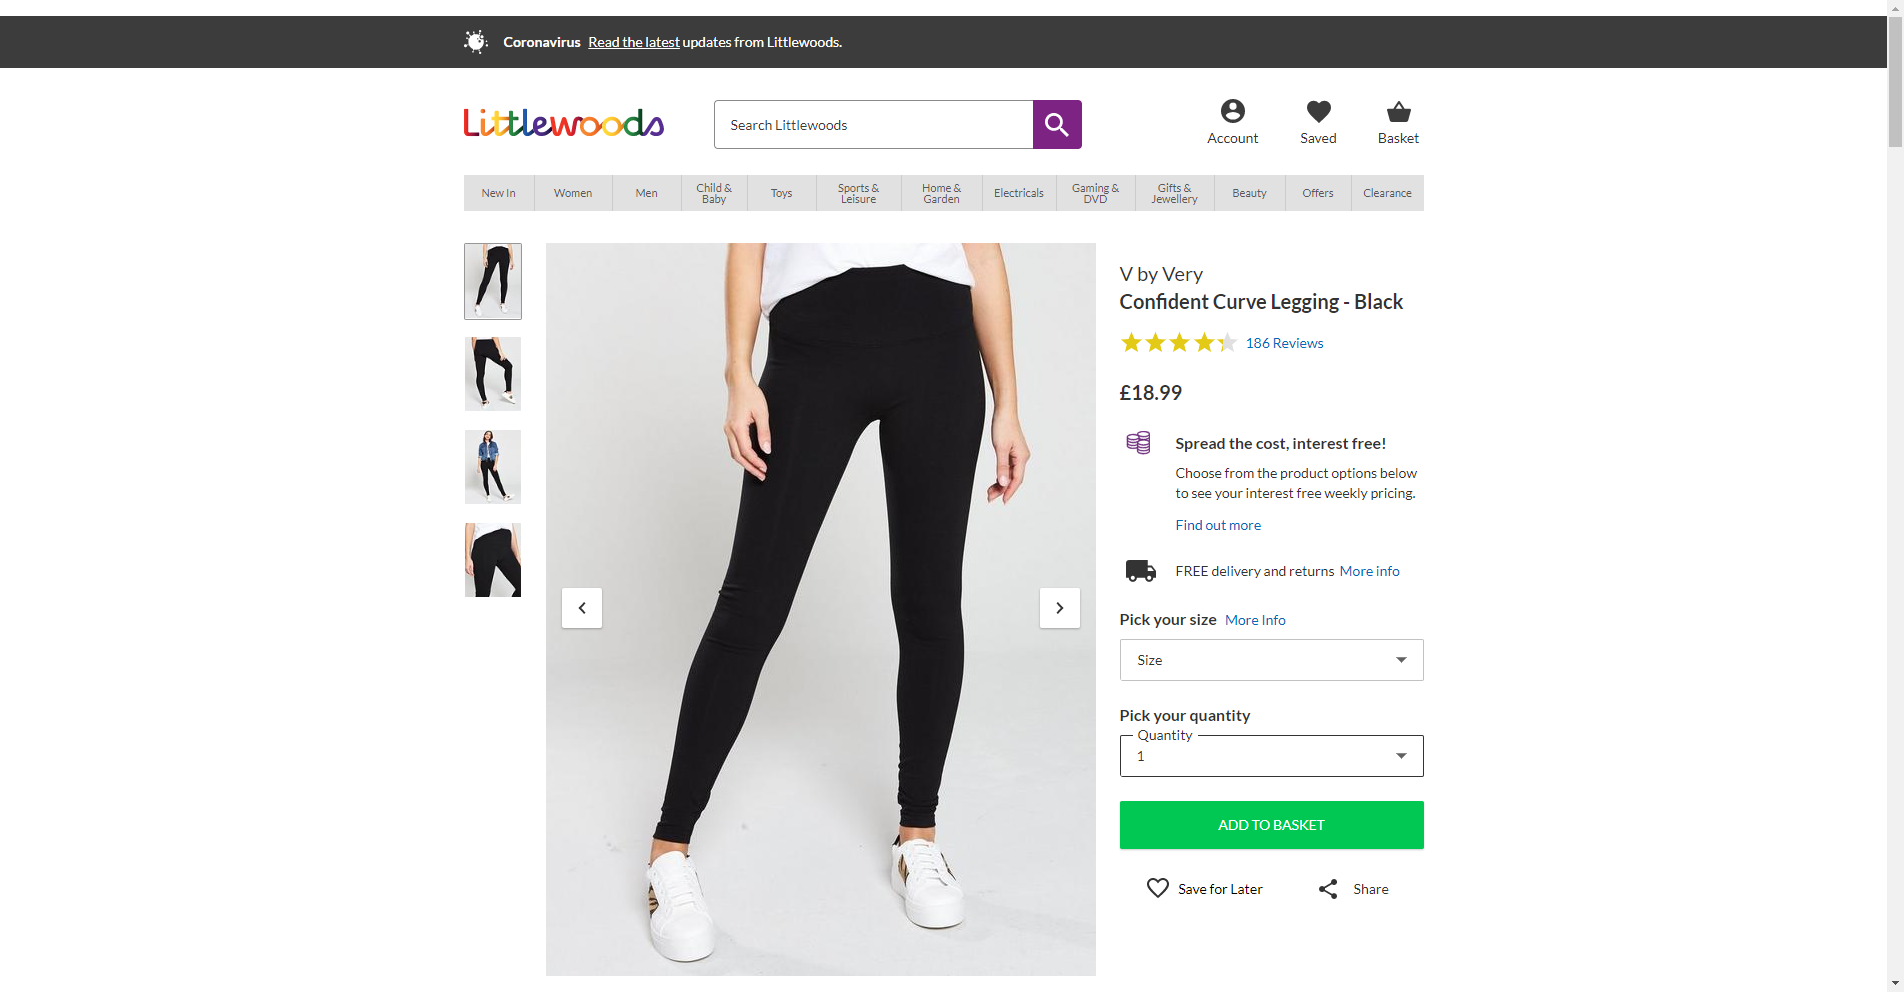 Coronavirus Read the latest updates from Littlewoods.
Littlewoods
Search Littlewoods
Account
Saved
Basket
New In
Women
Men
Child &
Baby
Toys
Sports &
Leisure
Home &
Garden
Electricals
Gaming &
DVD
Gifts &
Jewellery
Beauty
Offers
Clearance
V by Very
Confident Curve Legging - Black
186 Reviews
£18.99
Spread the cost, interest free!
Choose from the product options below
to see your interest free weekly pricing.
Find out more
FREE delivery and returns More info
Pick your size More Info
Size
Pick your quantity
Quantity
1
ADD TO BASKET
Save for Later
Share